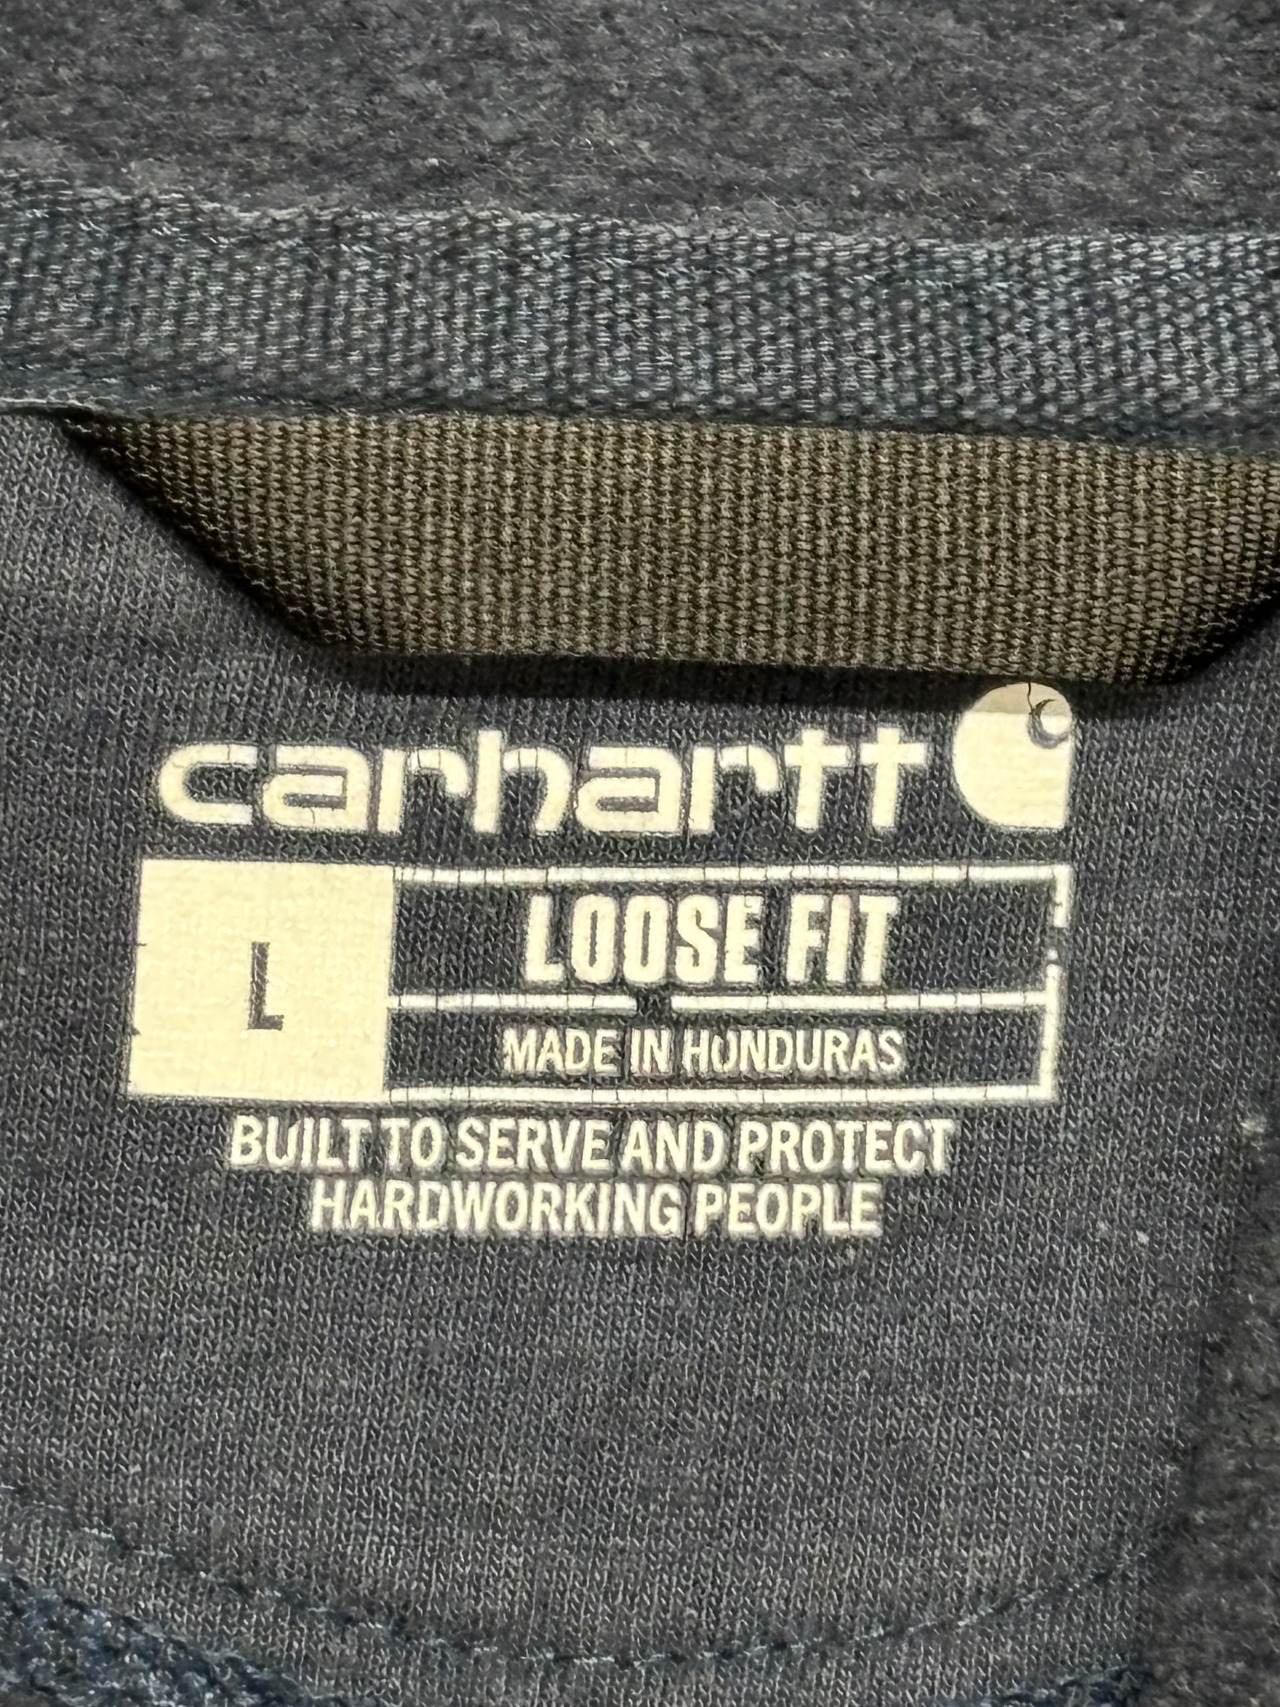 carhartt
L
LOOSE FIT
MADE IN HONDURAS
BUILT TO SERVE AND PROTECT
HARDWORKING PEOPLE